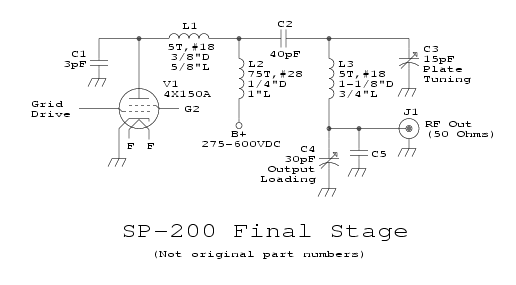 L1
5T,#18
3/8"D
5/8"L
C2
40pF
C1
3pF
L2
75T,#28
1/4"D
1"L
L3
5T,#18
1-1/8"D
3/4"L
C3
15pF
Plate
Tuning
V1
4X150A
Grid
Drive
G2
F F
B+
275-600VDC
J1
RF Out
(50 Ohms)
C4
30pF
Output
Loading
C5
SP-200 Final Stage
(Not original part numbers)